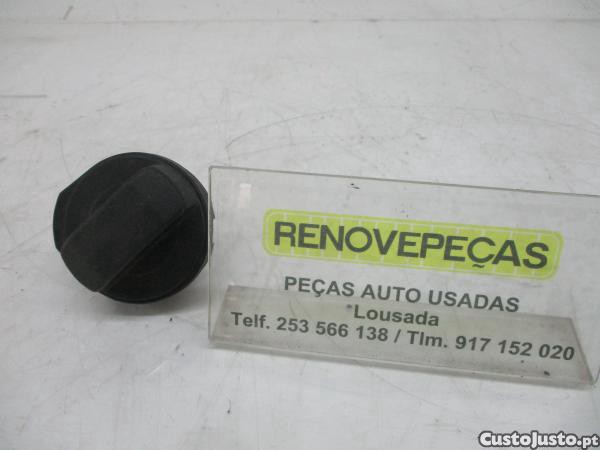 RENOVEPEÇAS
PEÇAS AUTO USADAS
Lousada
Telf. 253 566 138 / Tlm. 917 152 020
CustoJusto.pt